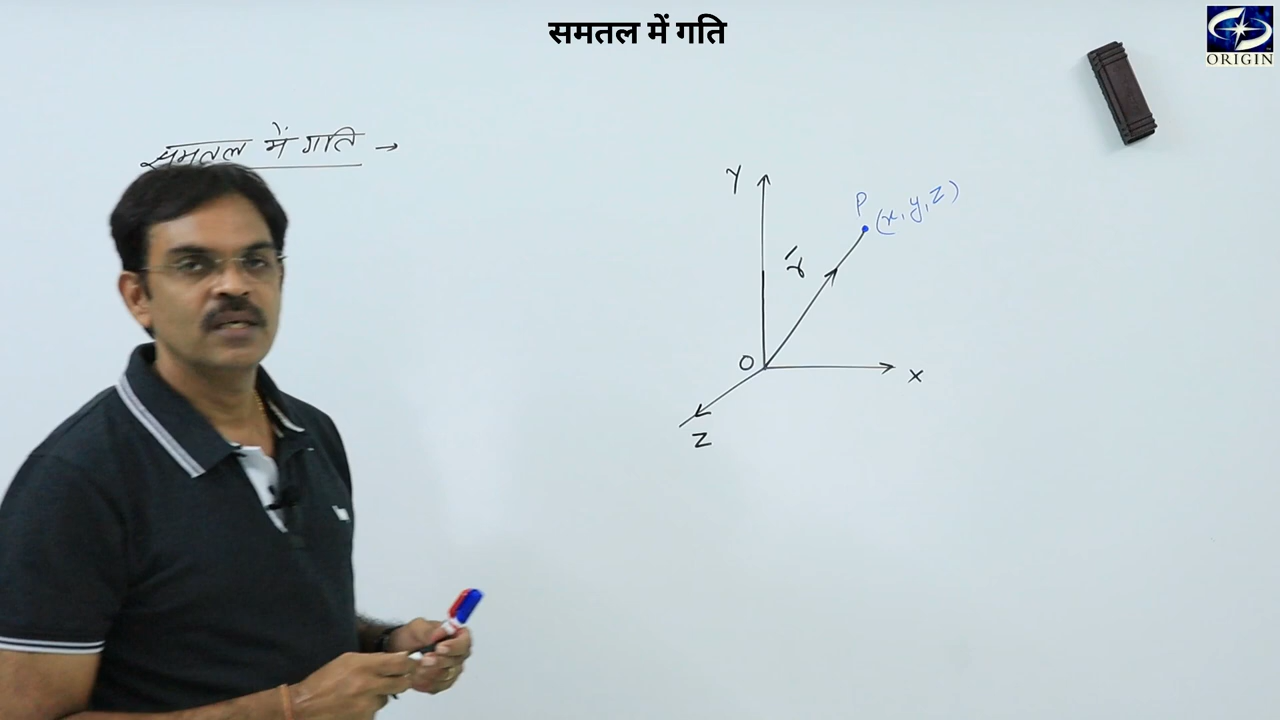 समतल में गति
ORIGIN
समतल में गति →
Y
P (x, y, z)
r
O
X
Z